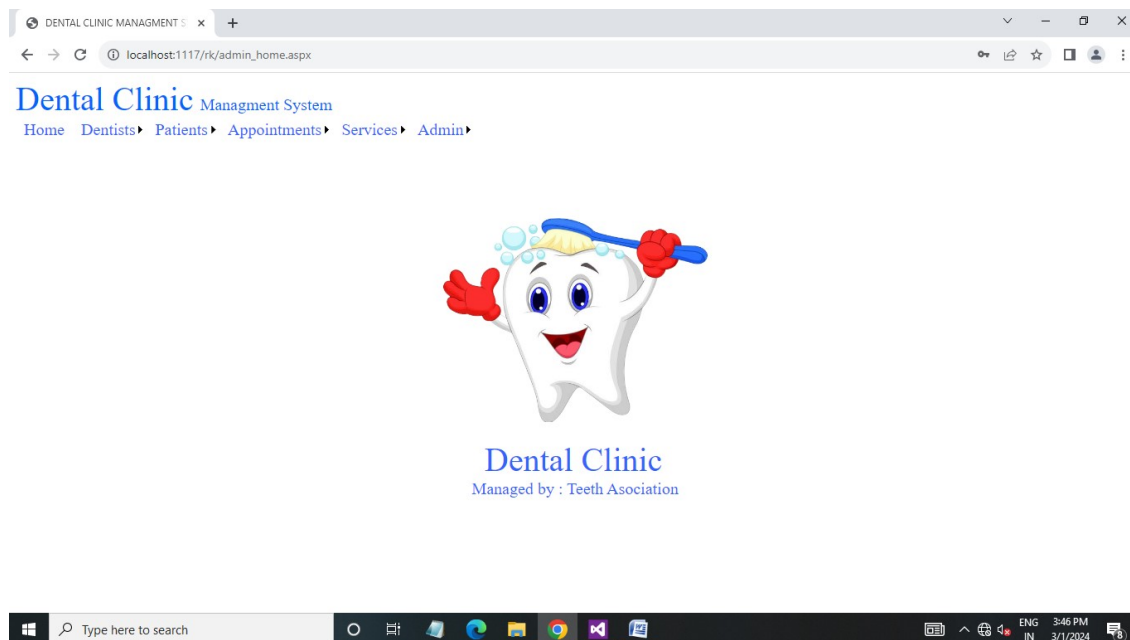 DENTAL CLINIC MANAGMENT S
localhost:1117/rk/admin_home.aspx
Dental Clinic Managment System
Home Dentists Patients Appointments Services Admin
Dental Clinic
Managed by : Teeth Asociation
Type here to search
ENG 3:46 PM
IN 3/1/2024
8